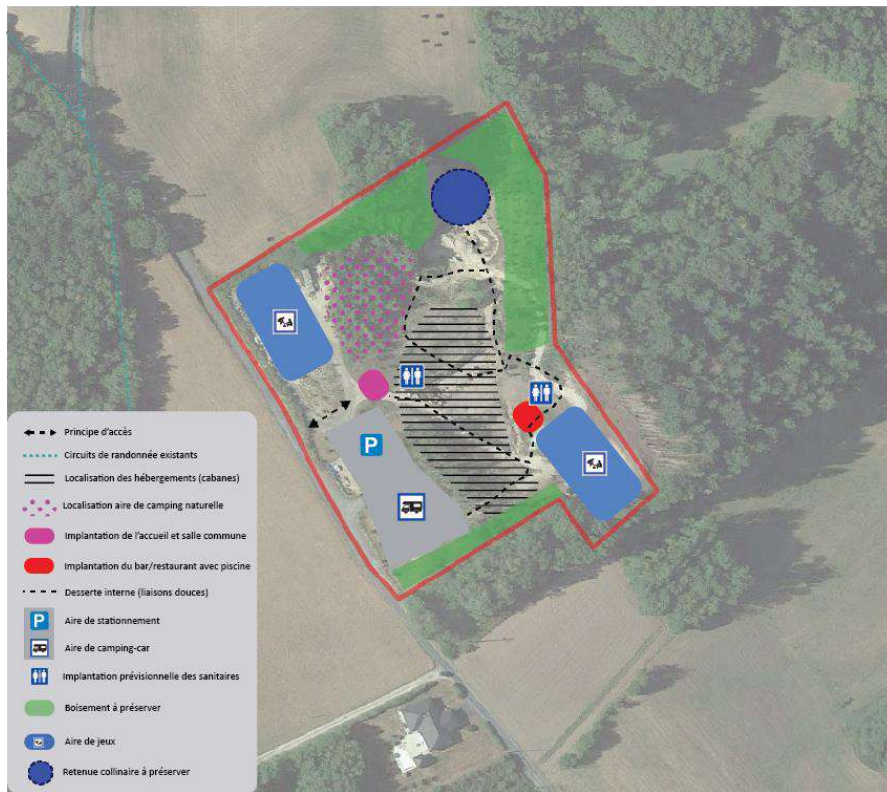 P
Principe d'accès
Circuits de randonnée existants
Localisation des hébergements (cabanes)
Localisation aire de camping naturelle
Implantation de l'accueil et salle commune
Implantation du bar/restaurant avec piscine
Desserte interne (liaisons douces)
P
Aire de stationnement
Aire de camping-car
Implantation prévisionnelle des sanitaires
Boisement à préserver
Aire de jeux
Retenue collinaire à préserver